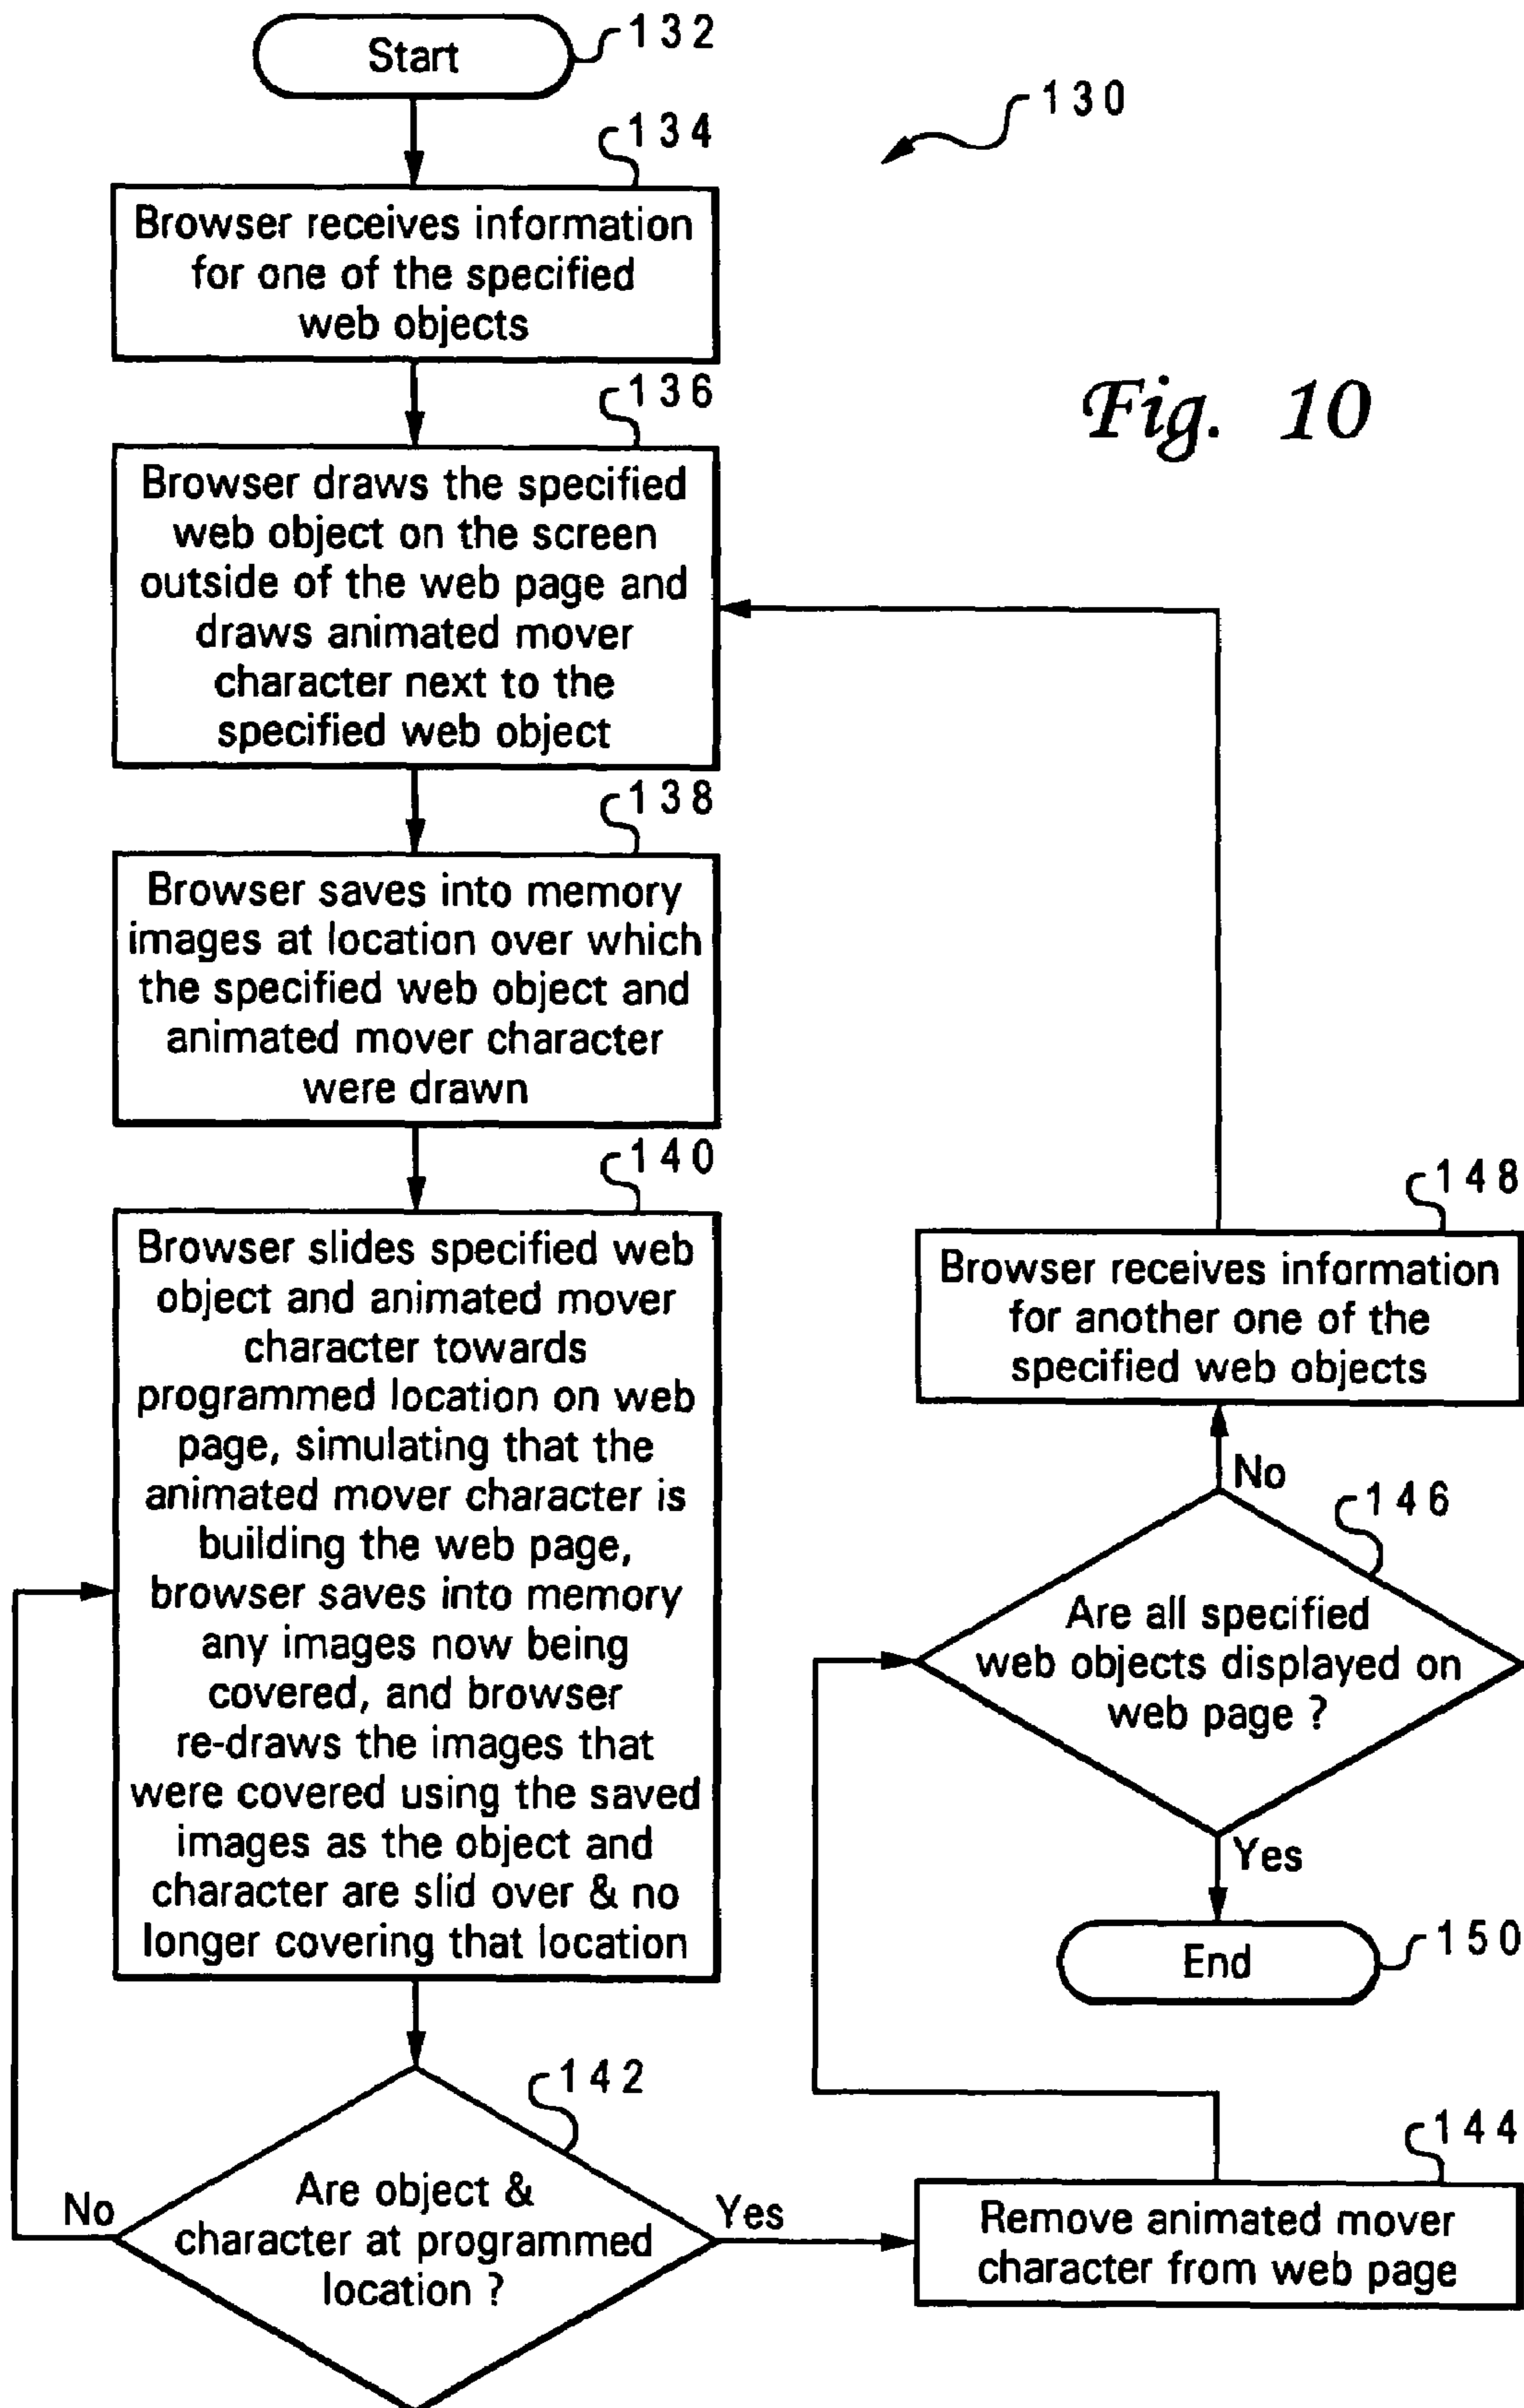 Start
132
130
134
Browser receives information
for one of the specified
web objects
Fig. 10
136
Browser draws the specified
web object on the screen
outside of the web page and
draws animated mover
character next to the
specified web object
138
Browser saves into memory
images at location over which
the specified web object and
animated mover character
were drawn
140
Browser slides specified web
object and animated mover
character towards
programmed location on web
page, simulating that the
animated mover character is
building the web page,
browser saves into memory
any images now being
covered, and browser
re-draws the images that
were covered using the saved
images as the object and
character are slid over & no
longer covering that location
142
Are object &
character at programmed
location ?
No
Yes
144
Remove animated mover
character from web page
146
Are all specified
web objects displayed on
web page ?
No
148
Browser receives information
for another one of the
specified web objects
Yes
End
150